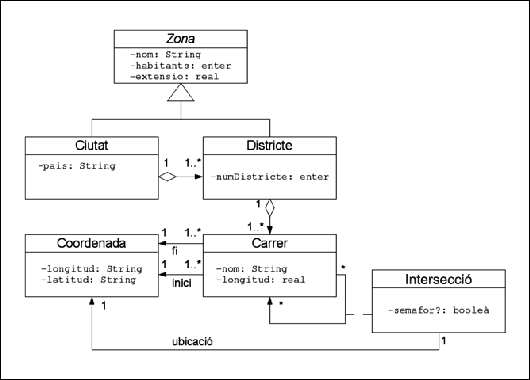 Zona
-nom: String
-habitants: enter
-extensio: real
Ciutat
-pais: String
1
1..*
Districte
-numDistricte: enter
1
1..*
Coordenada
-longitud: String
-latitud: String
1
1..*
fi
1
1..*
inici
Carrer
-nom: String
-longitud: real
*
*
Intersecció
-semafor?: booleà
1
1
ubicació